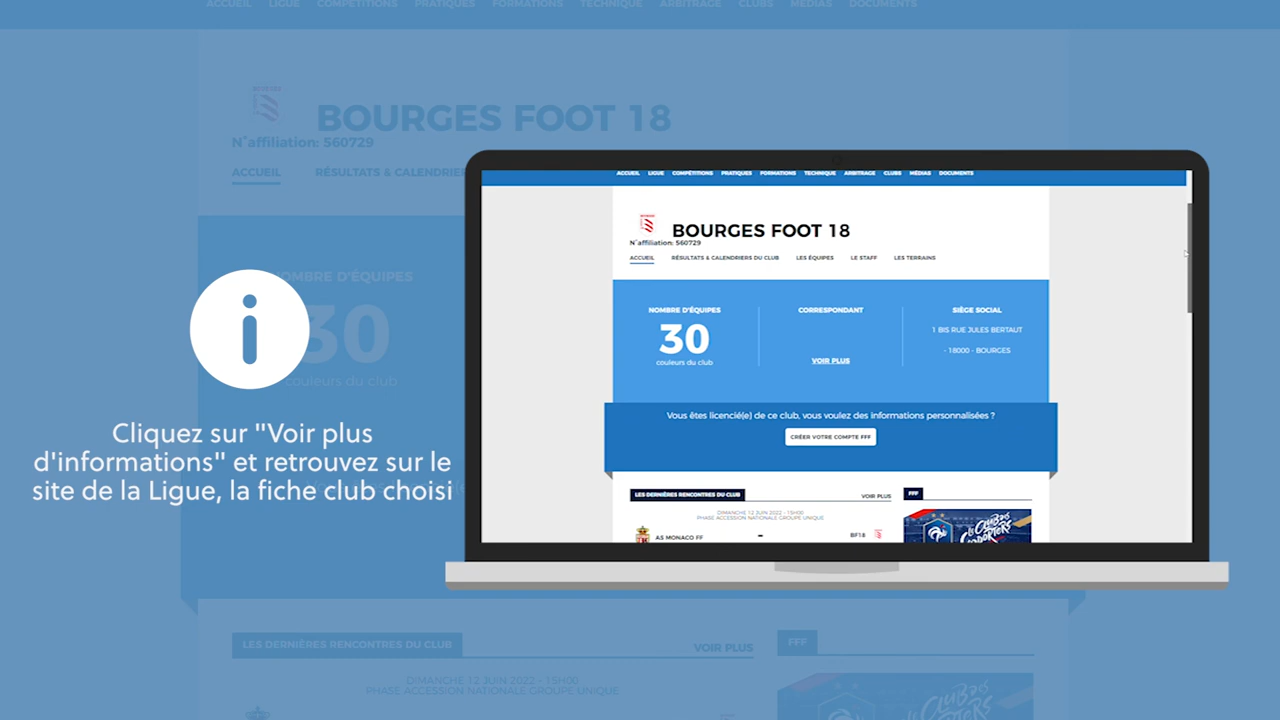 ACCUEIL LIGUE COMPÉTITIONS PRATIQUES FORMATIONS TECHNIQUE ARBITRAGE CLUBS MÉDIAS DOCUMENTS
BOURGES FOOT 18
N°affiliation: 560729
ACCUEIL RÉSULTATS & CALENDRIE
NOMBRE D'ÉQUIPES
30
couleurs du club
Cliquez sur "Voir plus
d'informations" et retrouvez sur le
site de la Ligue, la fiche club choisi
ACCUEIL LIGUE COMPÉTITIONS PRATIQUES FORMATIONS TECHNIQUE ARBITRAGE CLUBS MÉDIAS DOCUMENTS
BOURGES FOOT 18
N°affiliation: 560729
ACCUEIL RÉSULTATS & CALENDRIERS DU CLUB LES ÉQUIPES LE STAFF LES TERRAINS
NOMBRE D'ÉQUIPES CORRESPONDANT SIÈGE SOCIAL
30 1 BIS RUE JULES BERTAUT
couleurs du club VOIR PLUS - 18000 - BOURGES
Vous êtes licencié(e) de ce club, vous voulez des informations personnalisées ?
CRÉER VOTRE COMPTE FFF
LES DERNIÈRES RENCONTRES DU CLUB VOIR PLUS FFF
DIMANCHE 12 JUIN 2022 - 15H00
PHASE ACCESSION NATIONALE GROUPE UNIQUE
AS MONACO FF - BF18
LES DERNIÈRES RENCONTRES DU CLUB VOIR PLUS FFF
DIMANCHE 12 JUIN 2022 - 15H00
PHASE ACCESSION NATIONALE GROUPE UNIQUE
Le Club des